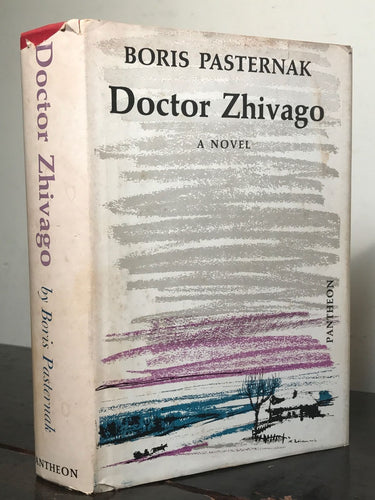 BORIS PASTERNAK
Doctor Zhivago
A NOVEL
PANTHEON
Doctor Zhivago
by Boris Pasternak
PANTHEON